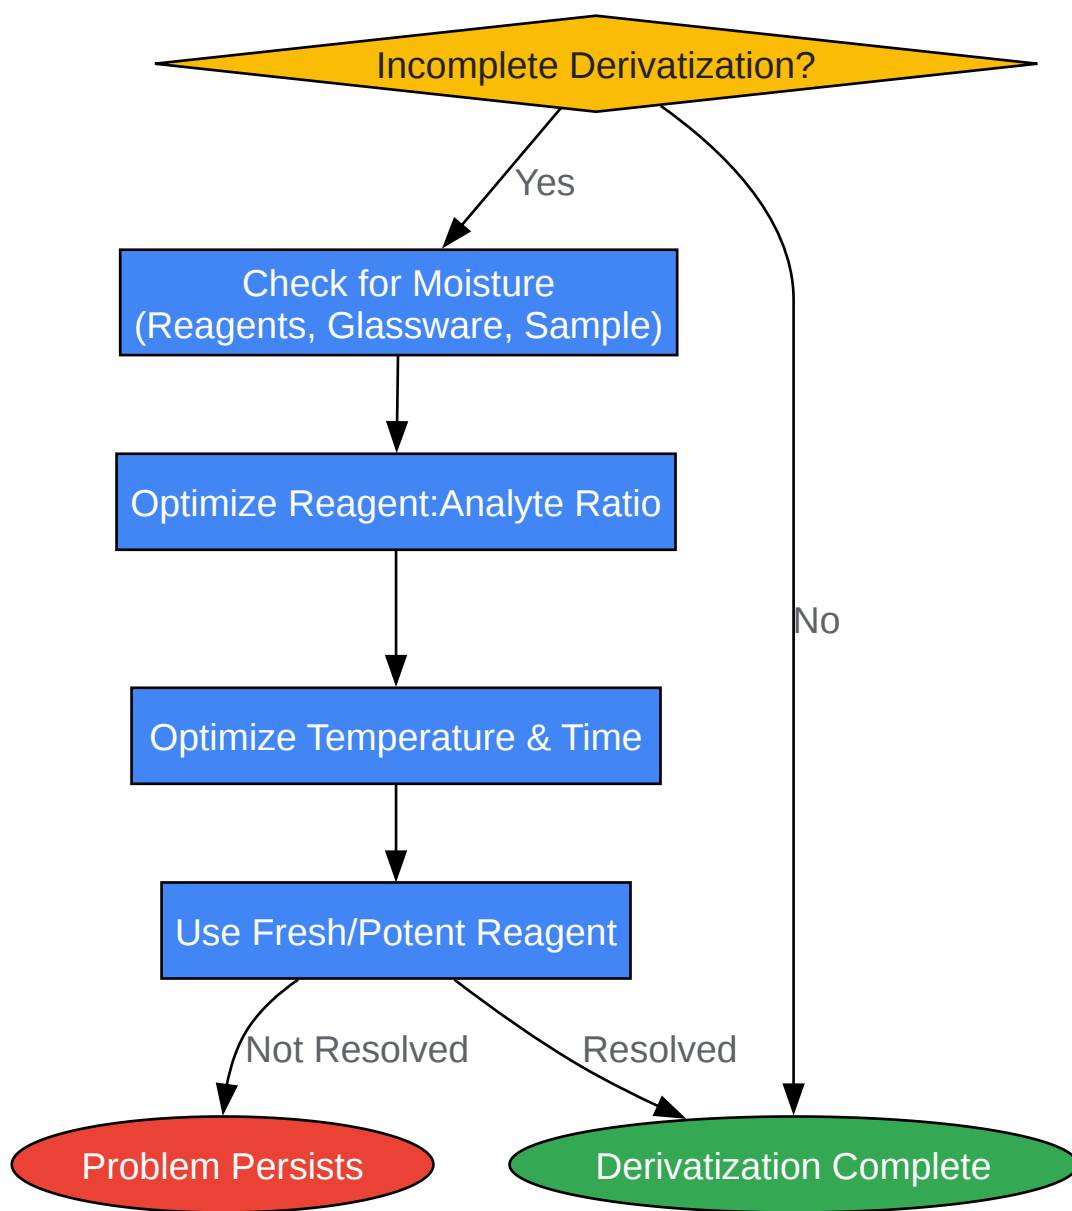 Incomplete Derivatization?
Yes
Check for Moisture
(Reagents, Glassware, Sample)
Optimize Reagent:Analyte Ratio
No
Optimize Temperature & Time
Use Fresh/Potent Reagent
Not Resolved
Resolved
Problem Persists
Derivatization Complete